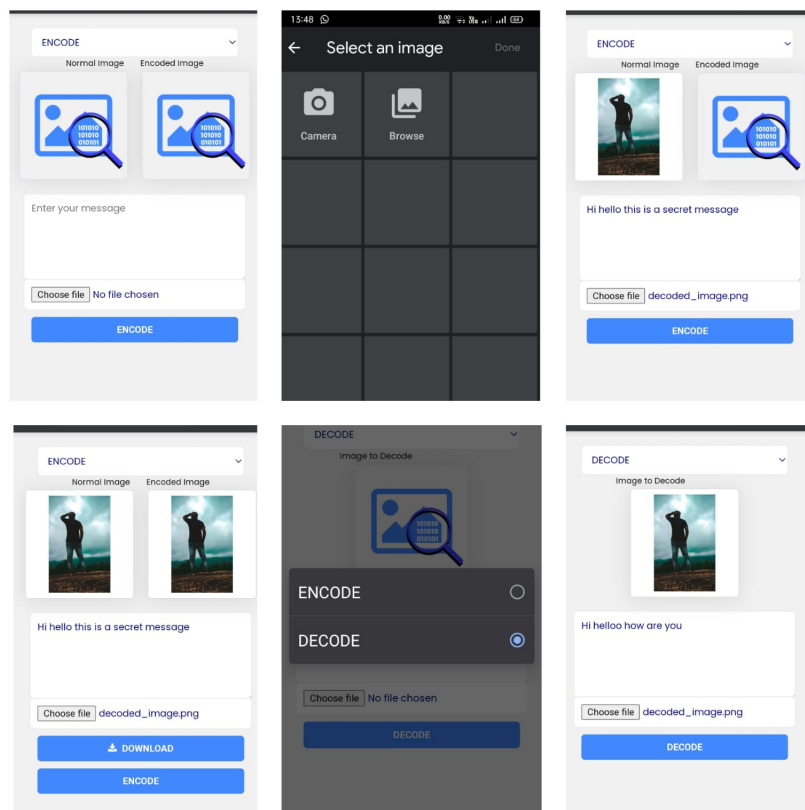 ENCODE
Normal Image Encoded Image
101010
101010
010101
101010
101010
010101
Enter your message
Choose file No file chosen
ENCODE
13:48
0.00
KB/S
64
Select an image Done
Camera Browse
ENCODE
Normal Image Encoded Image
101010
101010
010101
Hi hello this is a secret message
Choose file decoded_image.png
ENCODE
ENCODE
Normal Image Encoded Image
Hi hello this is a secret message
Choose file decoded_image.png
DOWNLOAD
ENCODE
DECODE
Image to Decode
101010
101010
010101
ENCODE
DECODE
Choose file No file chosen
DECODE
DECODE
Image to Decode
Hi helloo how are you
Choose file decoded_image.png
DECODE